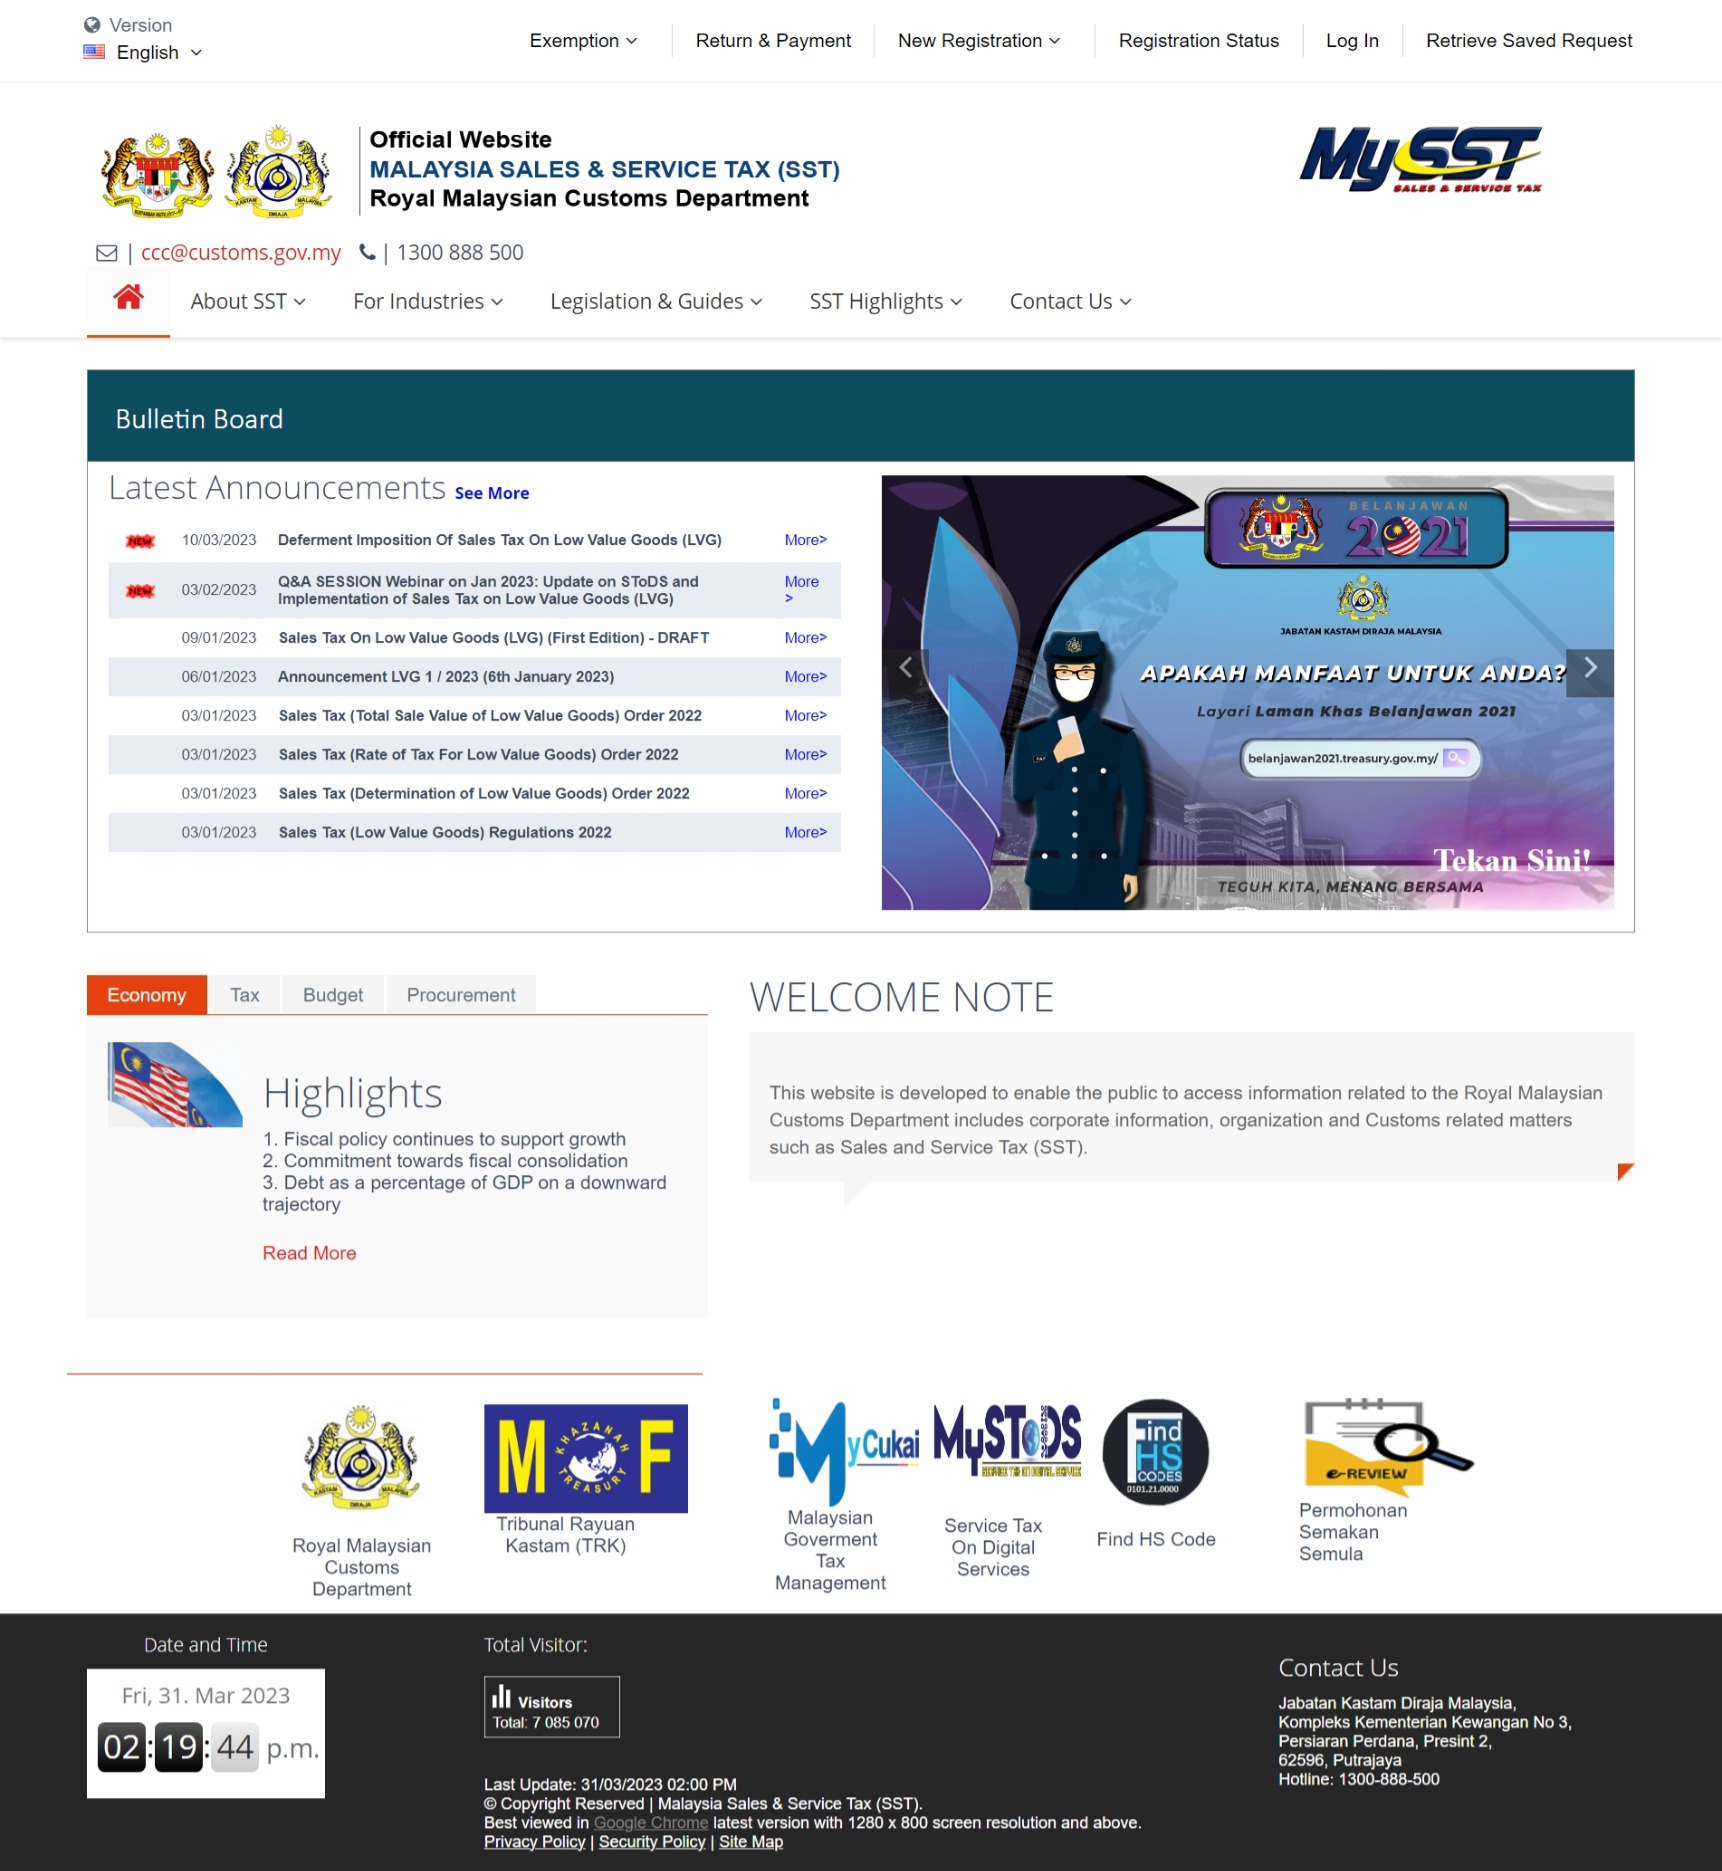 Version
English
Exemption
Return & Payment
New Registration
Registration Status
Log In
Retrieve Saved Request
Official Website
MALAYSIA SALES & SERVICE TAX (SST)
Royal Malaysian Customs Department
MySST
SALES & SERVICE TAX
| ccc@customs.gov.my | 1300 888 500
About SST
For Industries
Legislation & Guides
SST Highlights
Contact Us
Bulletin Board
Latest Announcements See More
NEW 10/03/2023 Deferment Imposition Of Sales Tax On Low Value Goods (LVG) More>
NEW 03/02/2023 Q&A SESSION Webinar on Jan 2023: Update on SToDS and
Implementation of Sales Tax on Low Value Goods (LVG) More
>
09/01/2023 Sales Tax On Low Value Goods (LVG) (First Edition) - DRAFT More>
06/01/2023 Announcement LVG 1 / 2023 (6th January 2023) More>
03/01/2023 Sales Tax (Total Sale Value of Low Value Goods) Order 2022 More>
03/01/2023 Sales Tax (Rate of Tax For Low Value Goods) Order 2022 More>
03/01/2023 Sales Tax (Determination of Low Value Goods) Order 2022 More>
03/01/2023 Sales Tax (Low Value Goods) Regulations 2022 More>
BELANJAWAN
2021
JABATAN KASTAM DIRAJA MALAYSIA
APAKAH MANFAAT UNTUK ANDA?
Layari Laman Khas Belanjawan 2021
belanjawan2021.treasury.gov.my/
Tekan Sini!
TEGUH KITA, MENANG BERSAMA
Economy
Tax
Budget
Procurement
Highlights
1. Fiscal policy continues to support growth
2. Commitment towards fiscal consolidation
3. Debt as a percentage of GDP on a downward
trajectory
Read More
WELCOME NOTE
This website is developed to enable the public to access information related to the Royal Malaysian
Customs Department includes corporate information, organization and Customs related matters
such as Sales and Service Tax (SST).
KASTAM DIRAJA MALAYSIA
Royal Malaysian
Customs
Department
M KHAZANAH TREASURY F
Tribunal Rayuan
Kastam (TRK)
MyCukai
Malaysian
Goverment
Tax
Management
MySToDS
Service Tax
On Digital
Services
Find
HS
CODES
0101.21.0000
Find HS Code
e-REVIEW
Permohonan
Semakan
Semula
Date and Time
Fri, 31. Mar 2023
02:19:44 p.m.
Total Visitor:
Visitors
Total: 7 085 070
Last Update: 31/03/2023 02:00 PM
© Copyright Reserved | Malaysia Sales & Service Tax (SST).
Best viewed in Google Chrome latest version with 1280 x 800 screen resolution and above.
Privacy Policy | Security Policy | Site Map
Contact Us
Jabatan Kastam Diraja Malaysia,
Kompleks Kementerian Kewangan No 3,
Persiaran Perdana, Presint 2,
62596, Putrajaya
Hotline: 1300-888-500